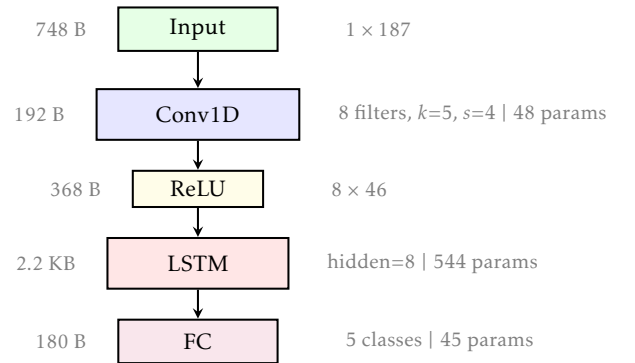 748 B Input 1 × 187
192 B Conv1D 8 filters, k=5, s=4 | 48 params
368 B ReLU 8 × 46
2.2 KB LSTM hidden=8 | 544 params
180 B FC 5 classes | 45 params